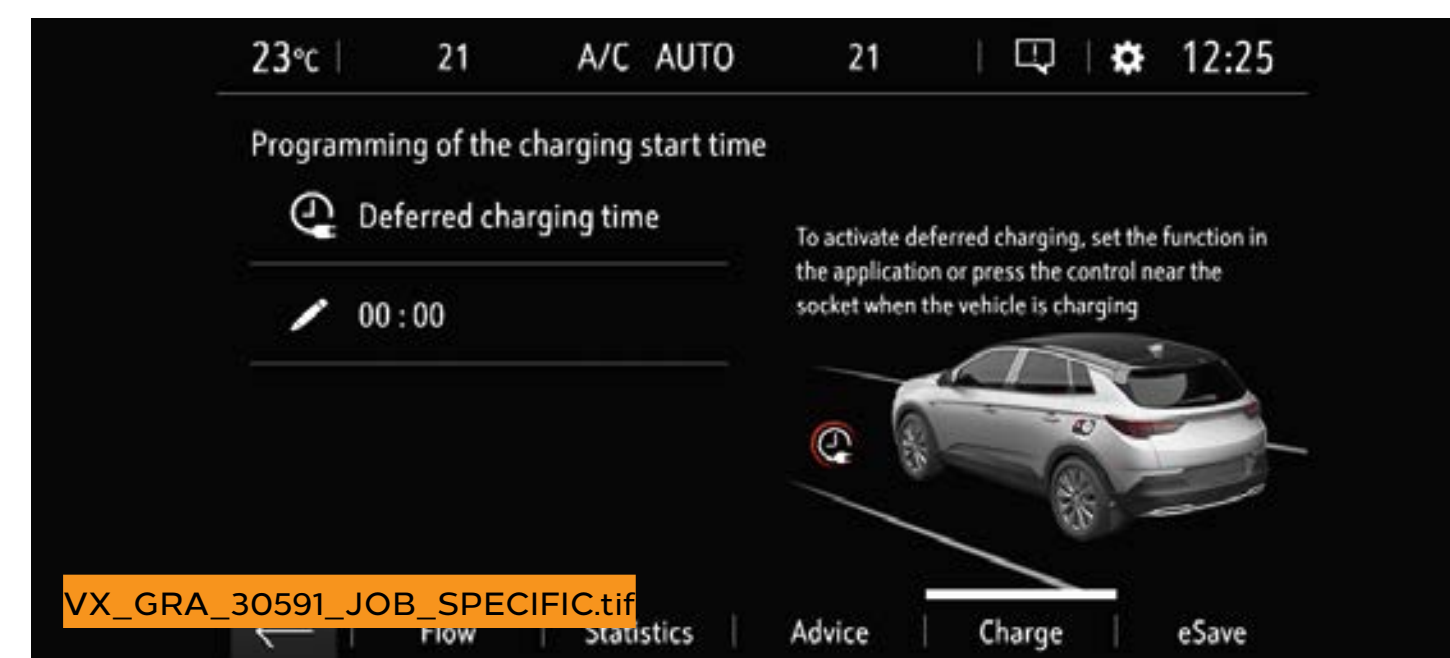 23°C 21 A/C AUTO 21 12:25
Programming of the charging start time
Deferred charging time
To activate deferred charging, set the function in
the application or press the control near the
socket when the vehicle is charging
00 : 00
VX_GRA_30591_JOB_SPECIFIC.tif
Flow Statistics Advice Charge eSave